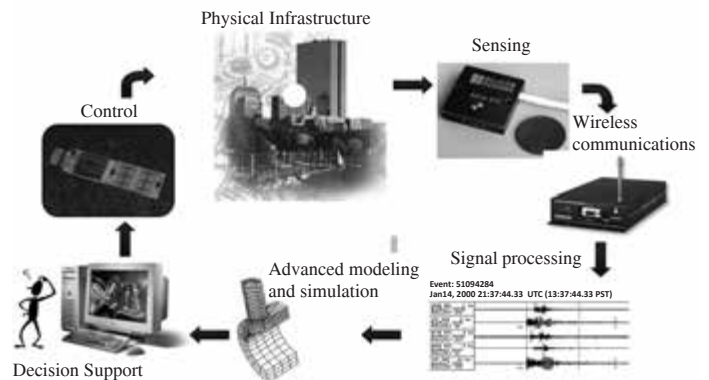 Physical Infrastructure
Sensing
Control
Wireless
communications
Signal processing
Advanced modeling
and simulation
Event: 51094284
Jan14, 2000 21:37:44.33 UTC (13:37:44.33 PST)
Decision Support